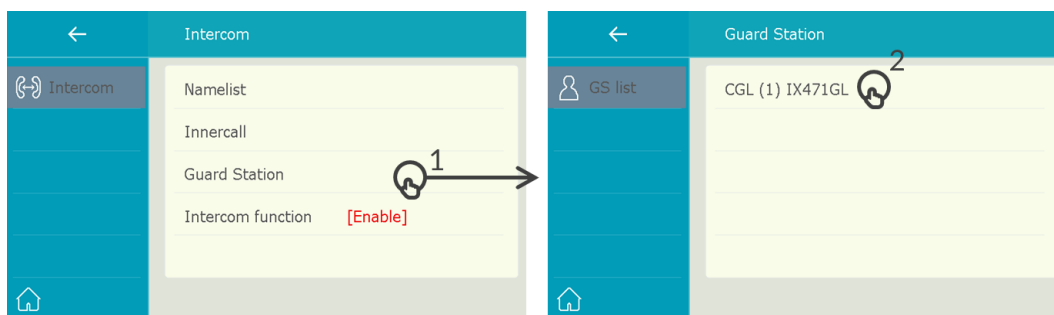 Intercom
Intercom
Namelist
Innercall
Guard Station
1
Intercom function [Enable]
Guard Station
2
GS list
CGL (1) IX471GL